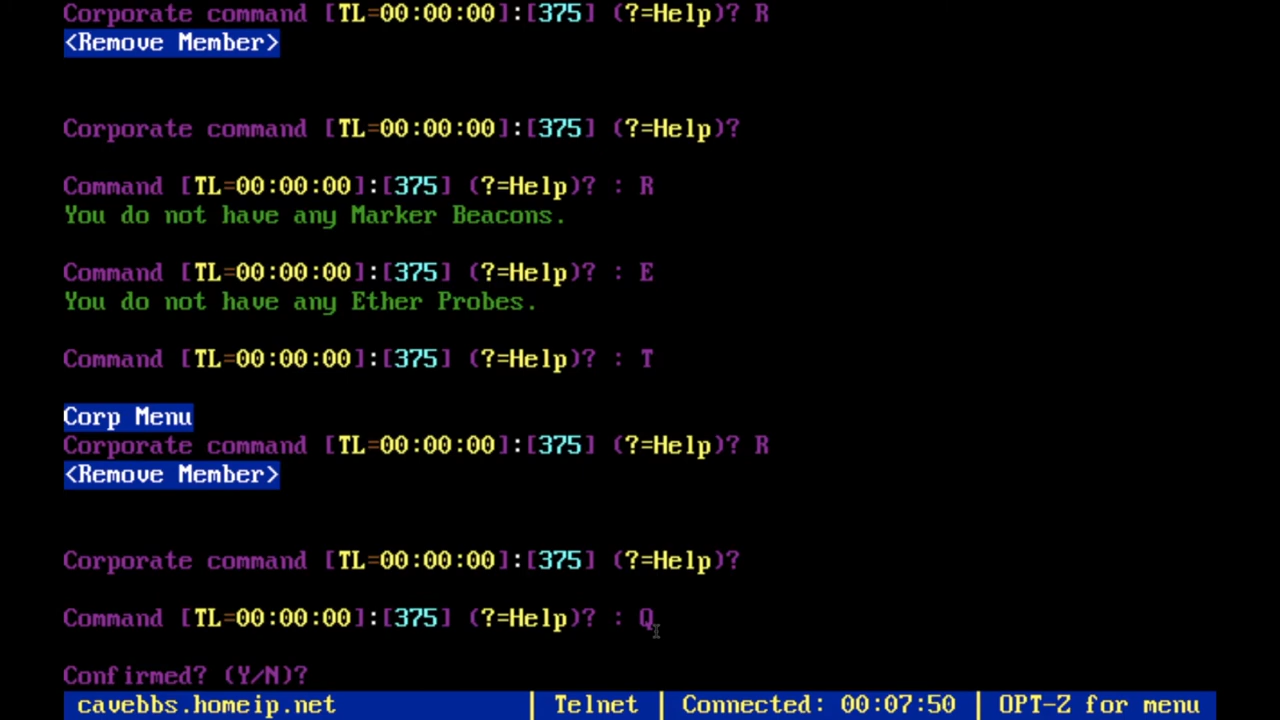 Corporate command [TL=00:00:00]:[375] (?=Help)? R
<Remove Member>
Corporate command [TL=00:00:00]:[375] (?=Help)?
Command [TL=00:00:00]:[375] (?=Help)? : R
You do not have any Marker Beacons.
Command [TL=00:00:00]:[375] (?=Help)? : E
You do not have any Ether Probes.
Command [TL=00:00:00]:[375] (?=Help)? : T
Corp Menu
Corporate command [TL=00:00:00]:[375] (?=Help)? R
<Remove Member>
Corporate command [TL=00:00:00]:[375] (?=Help)?
Command [TL=00:00:00]:[375] (?=Help)? : Q
Confirmed? (Y/N)?
cavebbs.homeip.net | Telnet | Connected: 00:07:50 | OPT-Z for menu